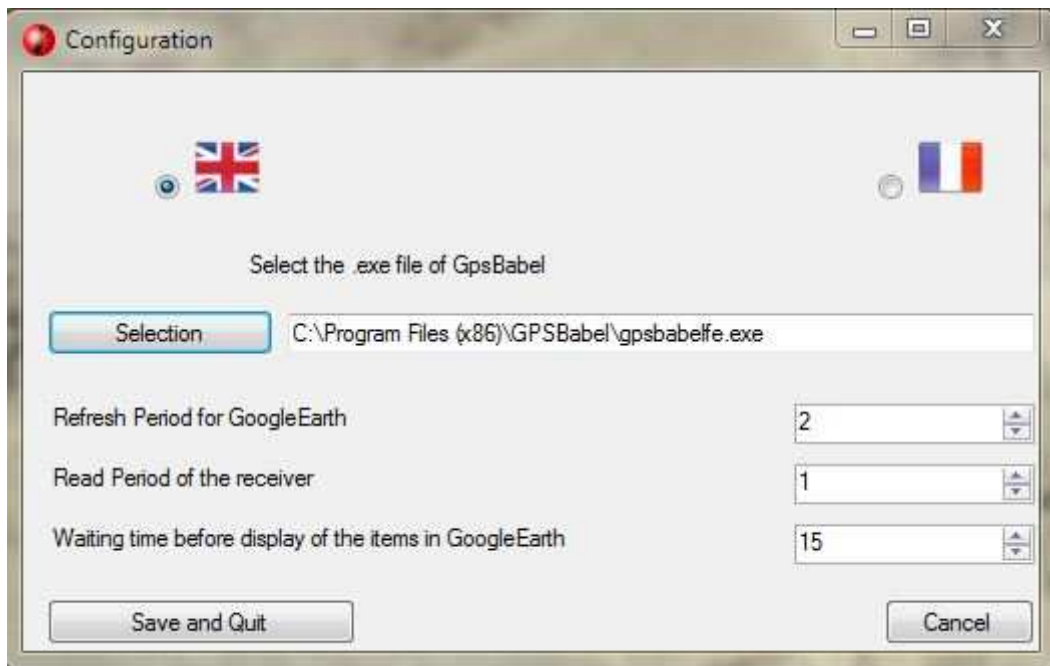 Configuration
Select the .exe file of GpsBabel
Selection
C:\Program Files (x86)\GPSBabel\gpsbabelfe.exe
Refresh Period for GoogleEarth
2
Read Period of the receiver
1
Waiting time before display of the items in GoogleEarth
15
Save and Quit
Cancel